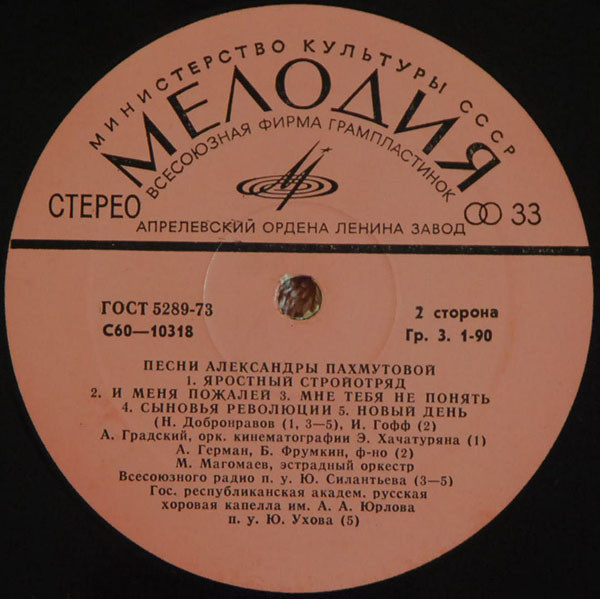 МИНИСТЕРСТВО КУЛЬТУРЫ СССР
МЕЛОДИЯ
ВСЕСОЮЗНАЯ ФИРМА ГРАМПЛАСТИНОК
СТЕРЕО
33
АПРЕЛЕВСКИЙ ОРДЕНА ЛЕНИНА ЗАВОД
ГОСТ 5289-73
С60—10318
2 сторона
Гр. 3. 1-90
ПЕСНИ АЛЕКСАНДРЫ ПАХМУТОВОЙ
1. ЯРОСТНЫЙ СТРОЙОТРЯД
2. И МЕНЯ ПОЖАЛЕЙ 3. МНЕ ТЕБЯ НЕ ПОНЯТЬ
4. СЫНОВЬЯ РЕВОЛЮЦИИ 5. НОВЫЙ ДЕНЬ
(Н. Добронравов (1, 3—5), И. Гофф (2)
А. Градский, орк. кинематографии Э. Хачатуряна (1)
А. Герман, Б. Фрумкин, ф-но (2)
М. Магомаев, эстрадный оркестр
Всесоюзного радио п. у. Ю. Силантьева (3—5)
Гос. республиканская академ. русская
хоровая капелла им. А. А. Юрлова
п. у. Ю. Ухова (5)